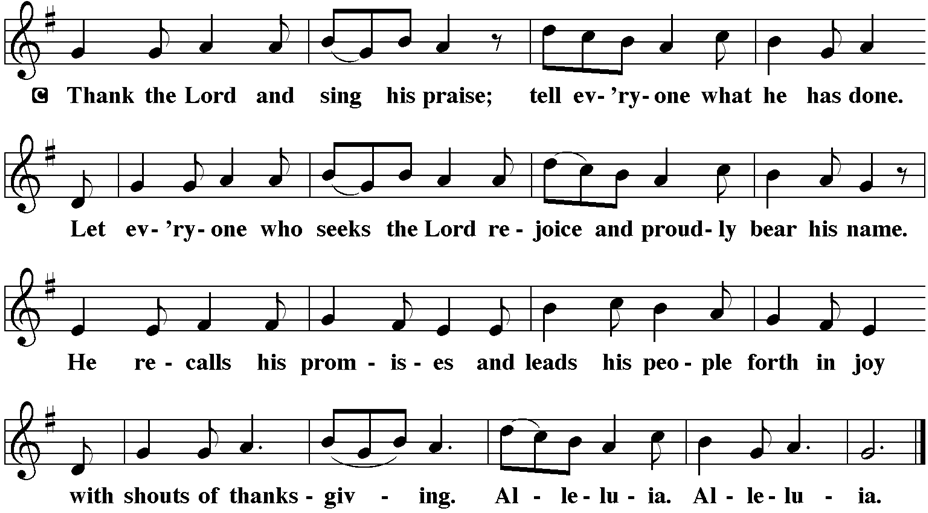 C Thank the Lord and sing his praise; tell ev- ’ry- one what he has done.
Let ev- ’ry- one who seeks the Lord re - joice and proud- ly bear his name.
He re - calls his prom - is - es and leads his peo - ple forth in joy
with shouts of thanks - giv - ing. Al - le - lu - ia. Al - le - lu - ia.